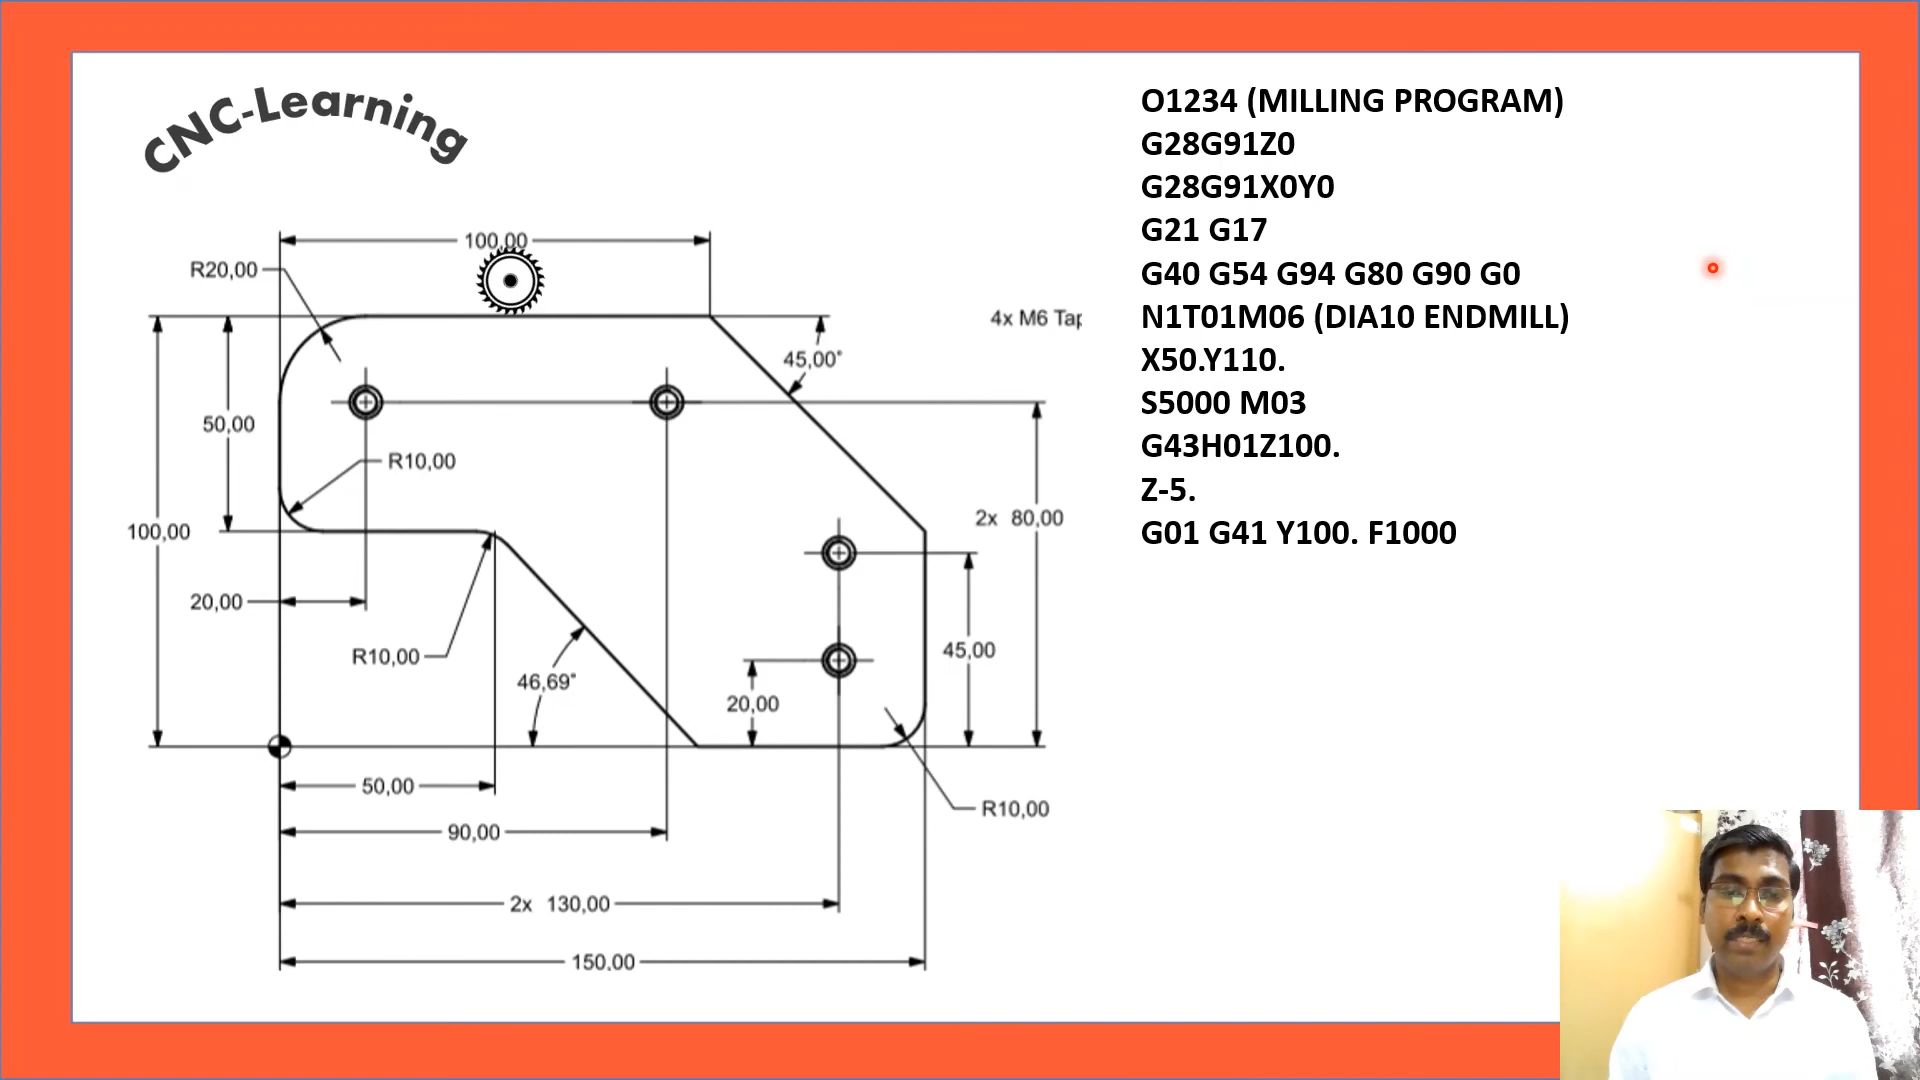 CNC-Learning
100,00
R20,00
4x M6 Tap
45,00°
50,00
R10,00
100,00
2x 80,00
20,00
R10,00
46,69°
45,00
20,00
50,00
R10,00
90,00
2x 130,00
150,00
O1234 (MILLING PROGRAM)
G28G91Z0
G28G91X0Y0
G21 G17
G40 G54 G94 G80 G90 G0
N1T01M06 (DIA10 ENDMILL)
X50.Y110.
S5000 M03
G43H01Z100.
Z-5.
G01 G41 Y100. F1000